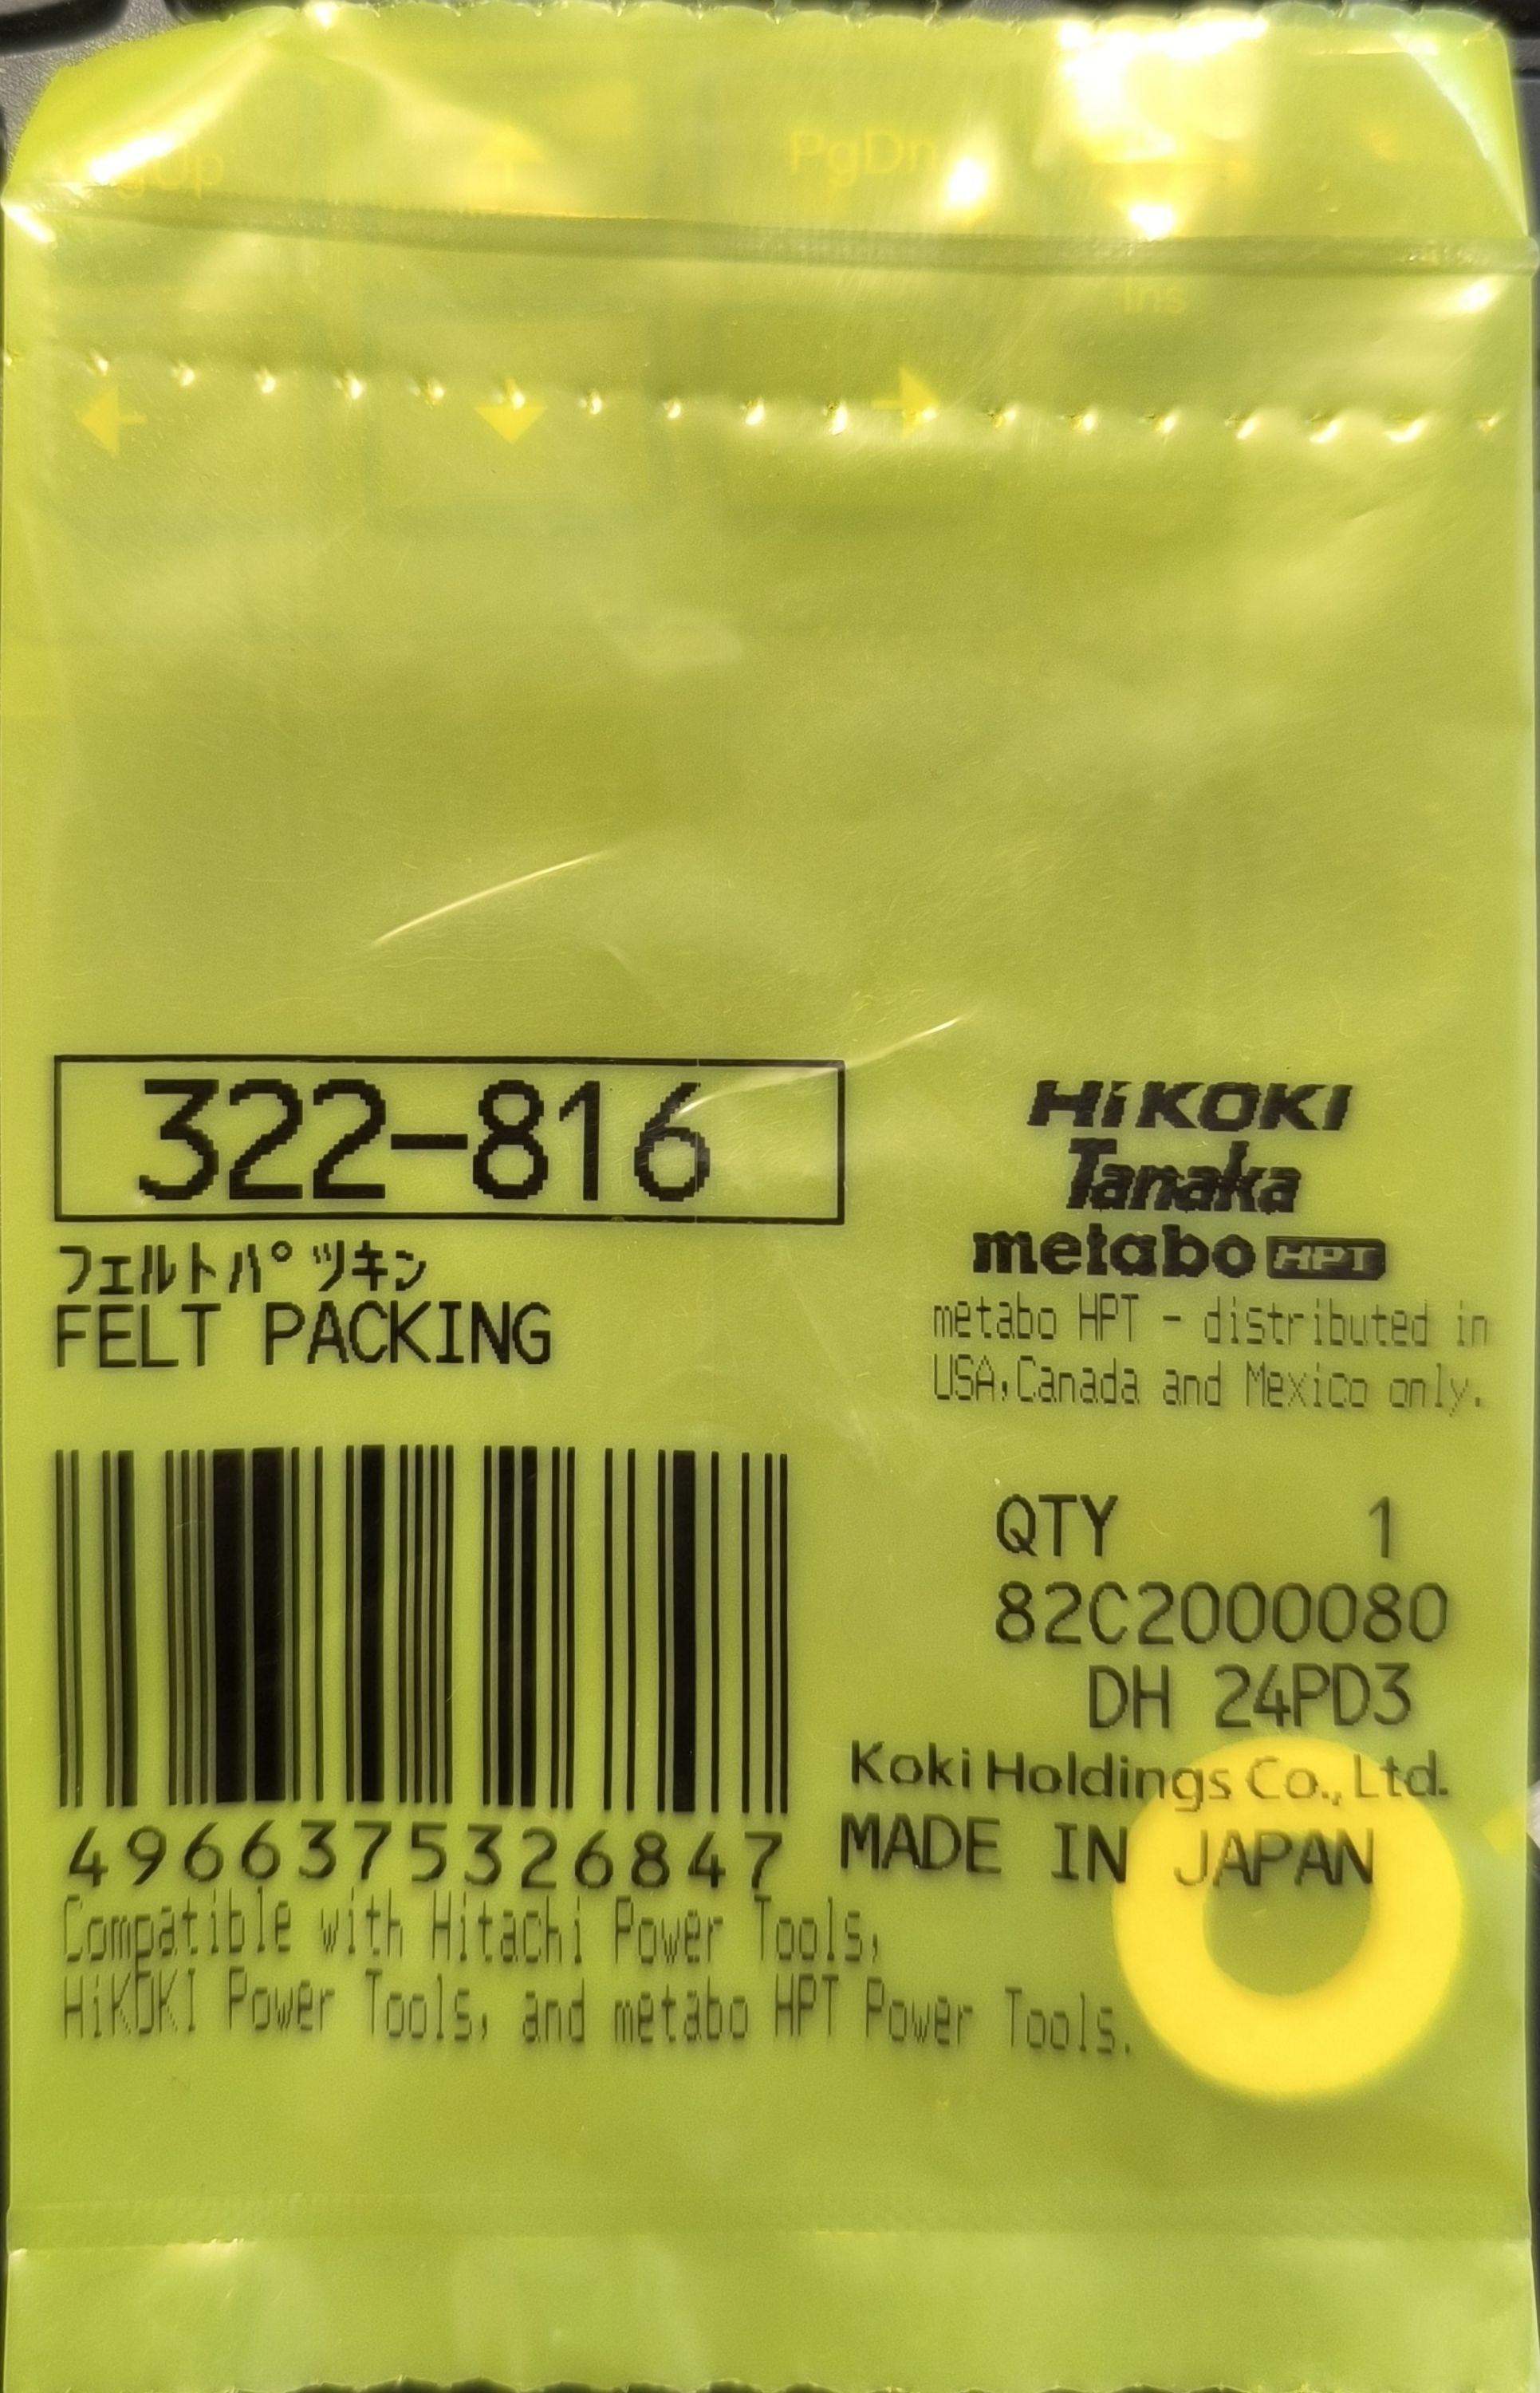 PgDn
Ins
322-816
フェルトパツキン
FELT PACKING
HiKOKI
Tanaka
metabo HPT
metabo HPT - distributed in
USA,Canada and Mexico only.
QTY 1
82C2000080
DH 24PD3
Koki Holdings Co., Ltd.
MADE IN JAPAN
4966375326847
Compatible with Hitachi Power Tools,
HiKOKI Power Tools, and metabo HPT Power Tools.